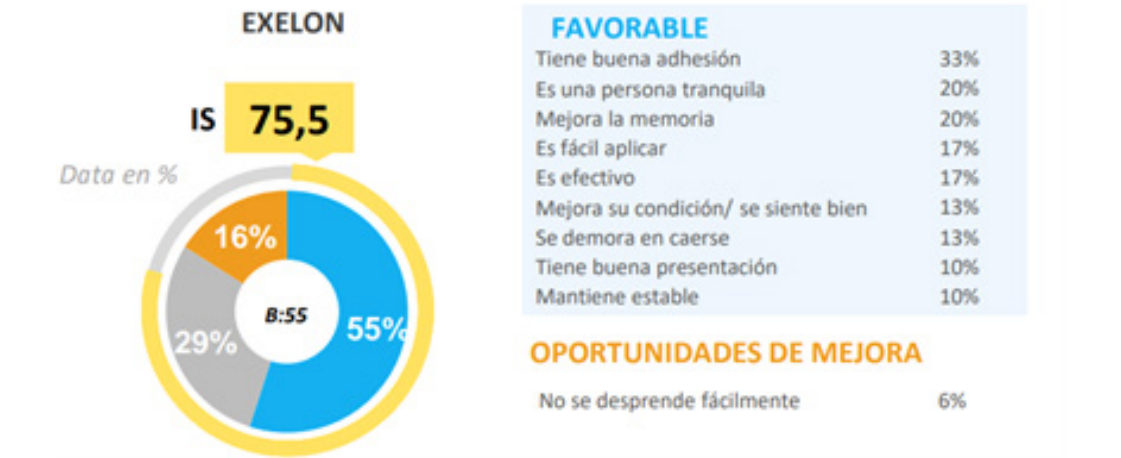 EXELON
IS 75,5
Data en %
16%
55%
29%
B:55
FAVORABLE
Tiene buena adhesión 33%
Es una persona tranquila 20%
Mejora la memoria 20%
Es fácil aplicar 17%
Es efectivo 17%
Mejora su condición/ se siente bien 13%
Se demora en caerse 13%
Tiene buena presentación 10%
Mantiene estable 10%
OPORTUNIDADES DE MEJORA
No se desprende fácilmente 6%